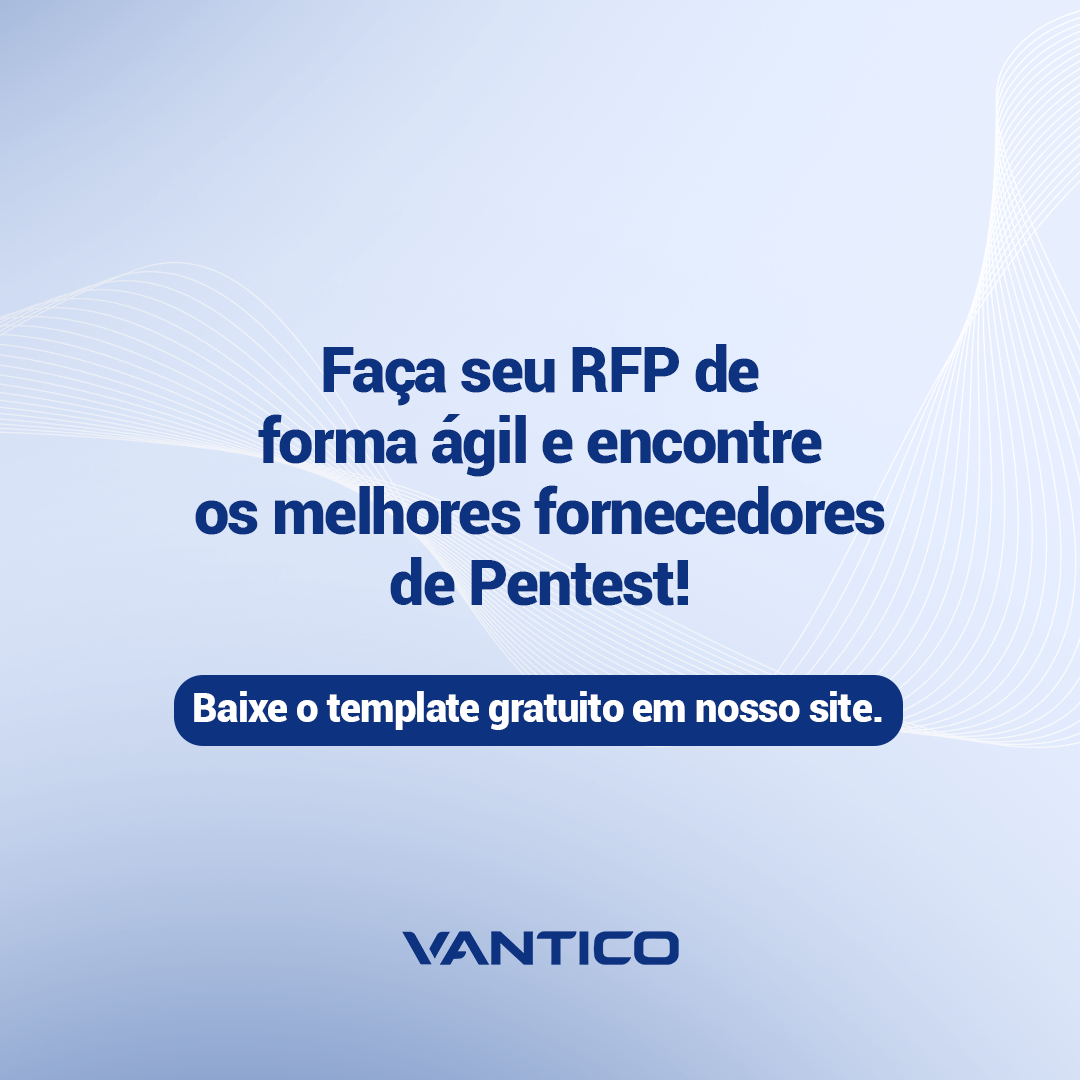 Faça seu RFP de
forma ágil e encontre
os melhores fornecedores
de Pentest!
Baixe o template gratuito em nosso site.
VANTICO